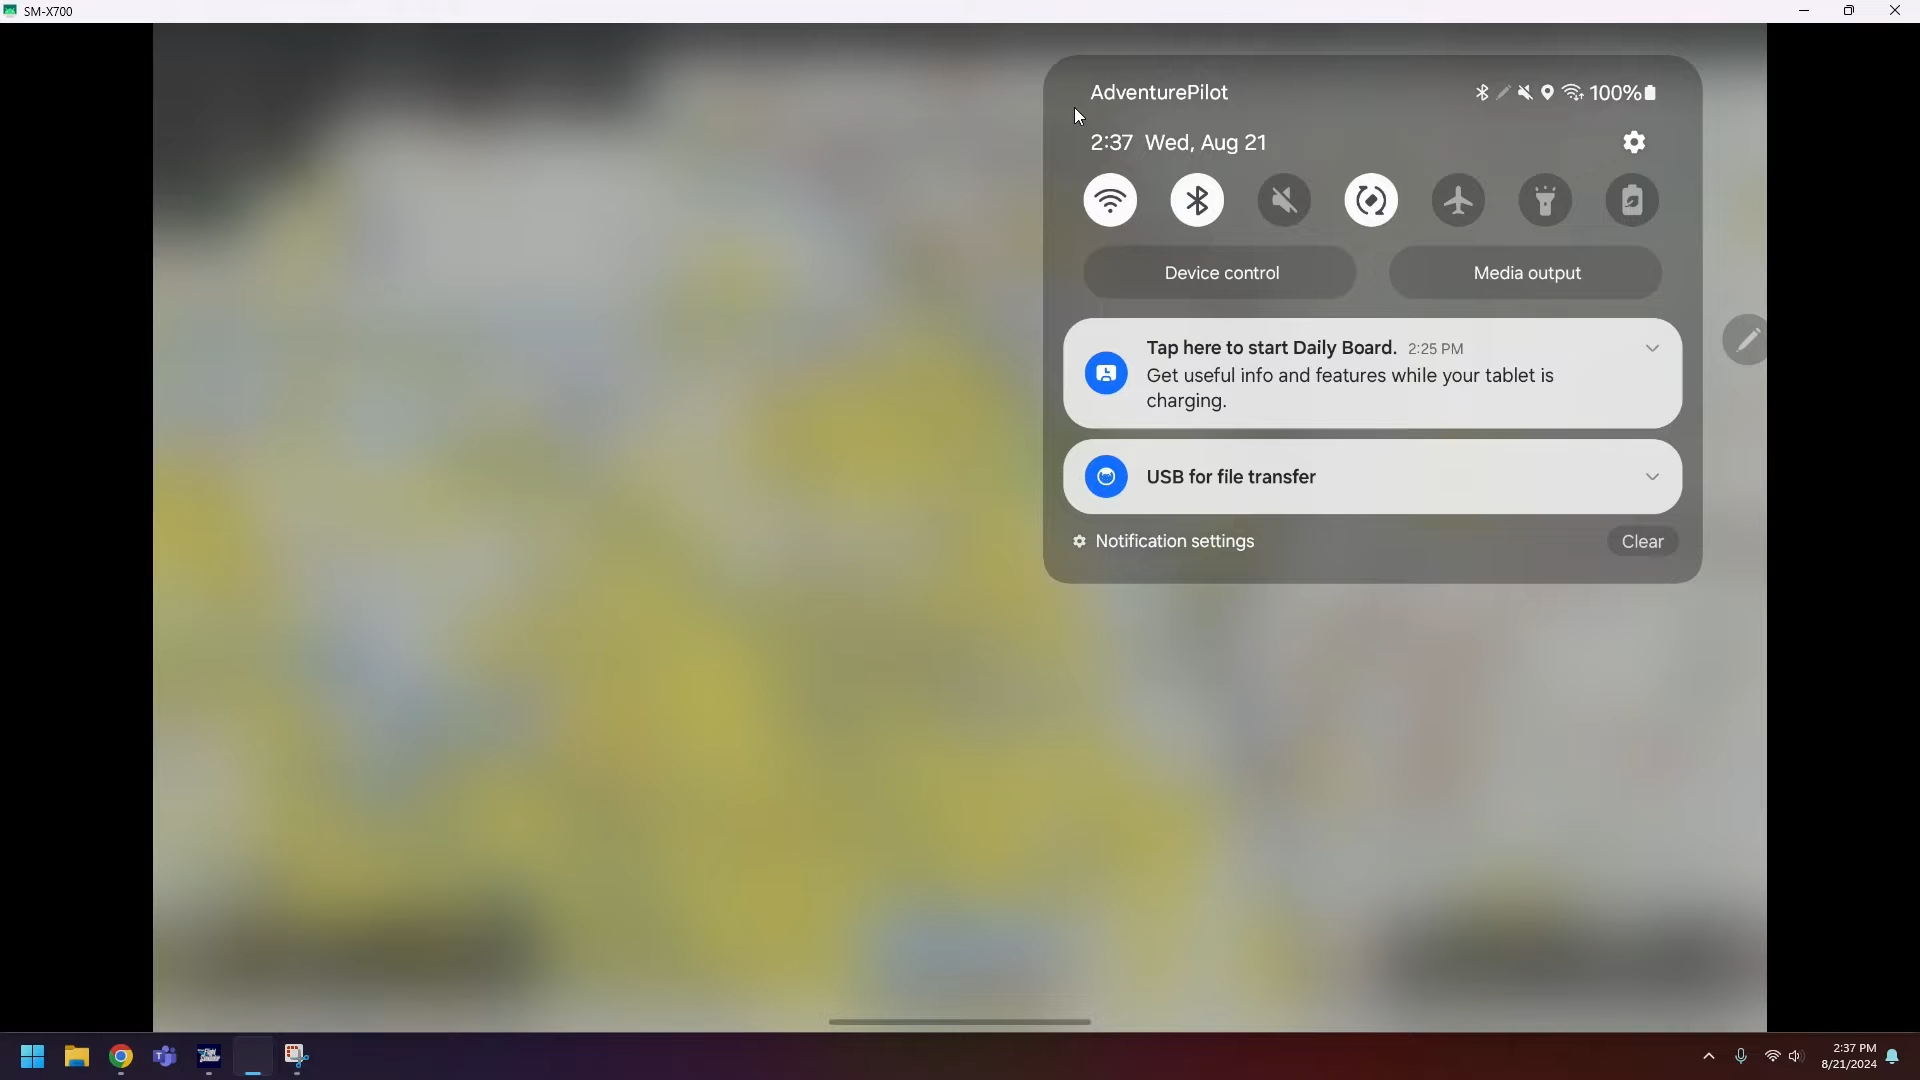 SM-X700
AdventurePilot
100%
2:37 Wed, Aug 21
Device control
Media output
Tap here to start Daily Board. 2:25 PM
Get useful info and features while your tablet is
charging.
USB for file transfer
Notification settings
Clear
2:37 PM
8/21/2024